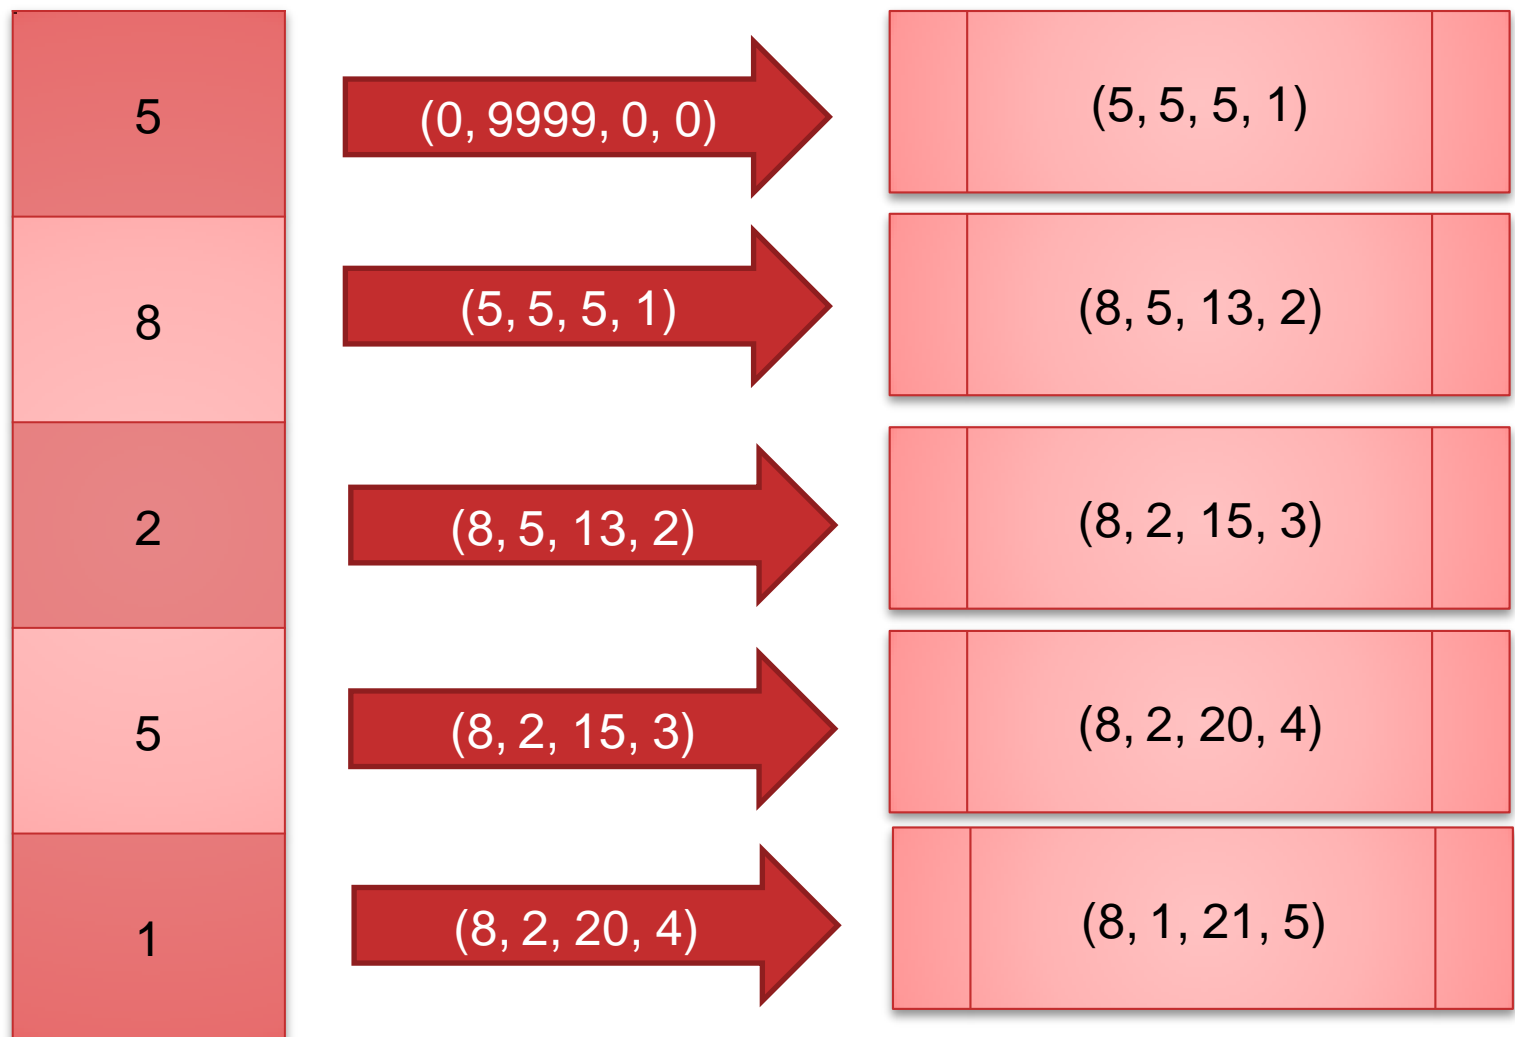 5
(0, 9999, 0, 0)
(5, 5, 5, 1)
8
(5, 5, 5, 1)
(8, 5, 13, 2)
2
(8, 5, 13, 2)
(8, 2, 15, 3)
5
(8, 2, 15, 3)
(8, 2, 20, 4)
1
(8, 2, 20, 4)
(8, 1, 21, 5)